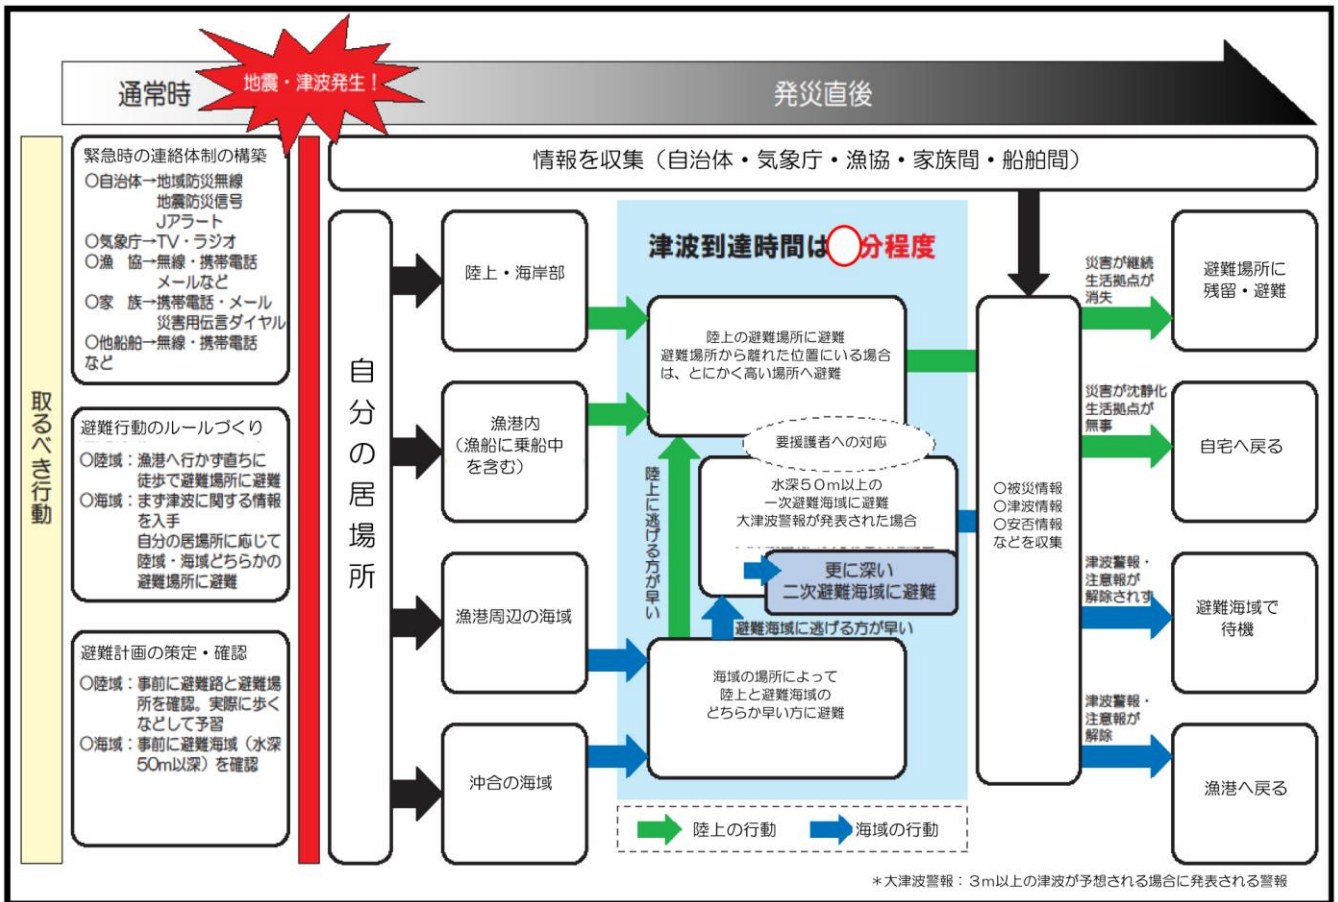 通常時
地震・津波発生！
発災直後
取るべき行動
緊急時の連絡体制の構築
○自治体→地域防災無線
地震防災信号
Jアラート
○気象庁→TV・ラジオ
○漁　協→無線・携帯電話
メールなど
○家　族→携帯電話・メール
災害用伝言ダイヤル
○他船舶→無線・携帯電話
など
避難行動のルールづくり
○陸域：漁港へ行かず直ちに
徒歩で避難場所に避難
○海域：まず津波に関する情報
を入手
自分の居場所に応じて
陸域・海域どちらかの
避難場所に避難
避難計画の策定・確認
○陸域：事前に避難路と避難場
所を確認。実際に歩く
などして予習
○海域：事前に避難海域（水深
50m以深）を確認
情報を収集（自治体・気象庁・漁協・家族間・船舶間）
自分の居場所
陸上・海岸部
漁港内
（漁船に乗船中
を含む）
漁港周辺の海域
沖合の海域
津波到達時間は○分程度
陸上の避難場所に避難
避難場所から離れた位置にいる場合
は、とにかく高い場所へ避難
要援護者への対応
水深５０ｍ以上の
一次避難海域に避難
大津波警報が発表された場合
更に深い
二次避難海域に避難
陸上に逃げる方が早い
避難海域に逃げる方が早い
海域の場所によって
陸上と避難海域の
どちらか早い方に避難
陸上の行動
海域の行動
○被災情報
○津波情報
○安否情報
などを収集
災害が継続
生活拠点が
消失
避難場所に
残留・避難
災害が沈静化
生活拠点が
無事
自宅へ戻る
津波警報・
注意報が
解除されず
避難海域で
待機
津波警報・
注意報が
解除
漁港へ戻る
＊大津波警報：３ｍ以上の津波が予想される場合に発表される警報